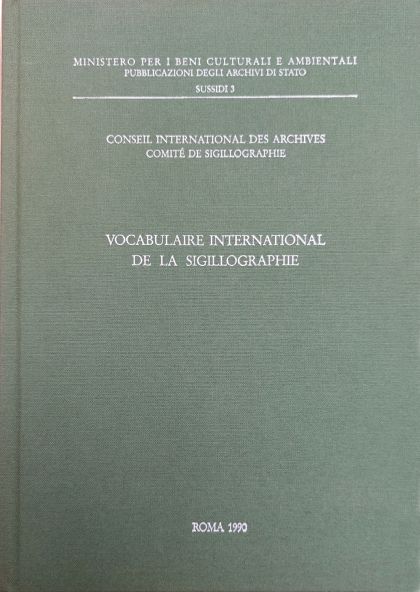 MINISTERO PER I BENI CULTURALI E AMBIENTALI
PUBBLICAZIONI DEGLI ARCHIVI DI STATO
SUSSIDI 3
CONSEIL INTERNATIONAL DES ARCHIVES
COMITÉ DE SIGILLOGRAPHIE
VOCABULAIRE INTERNATIONAL
DE LA SIGILLOGRAPHIE
ROMA 1990